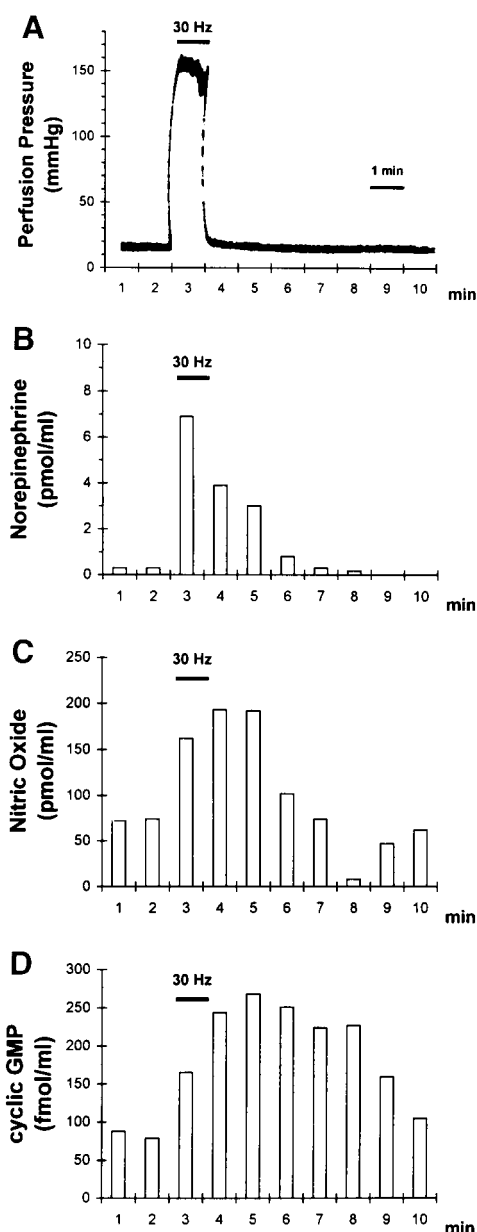 A
30 Hz
Perfusion Pressure
(mmHg)
150
100
50
0
1 min
1 2 3 4 5 6 7 8 9 10 min
B
30 Hz
Norepinephrine
(pmol/ml)
10
8
6
4
2
0
1 2 3 4 5 6 7 8 9 10 min
C
30 Hz
Nitric Oxide
(pmol/ml)
250
200
150
100
50
0
1 2 3 4 5 6 7 8 9 10 min
D
30 Hz
cyclic GMP
(fmol/ml)
300
250
200
150
100
50
0
1 2 3 4 5 6 7 8 9 10 min